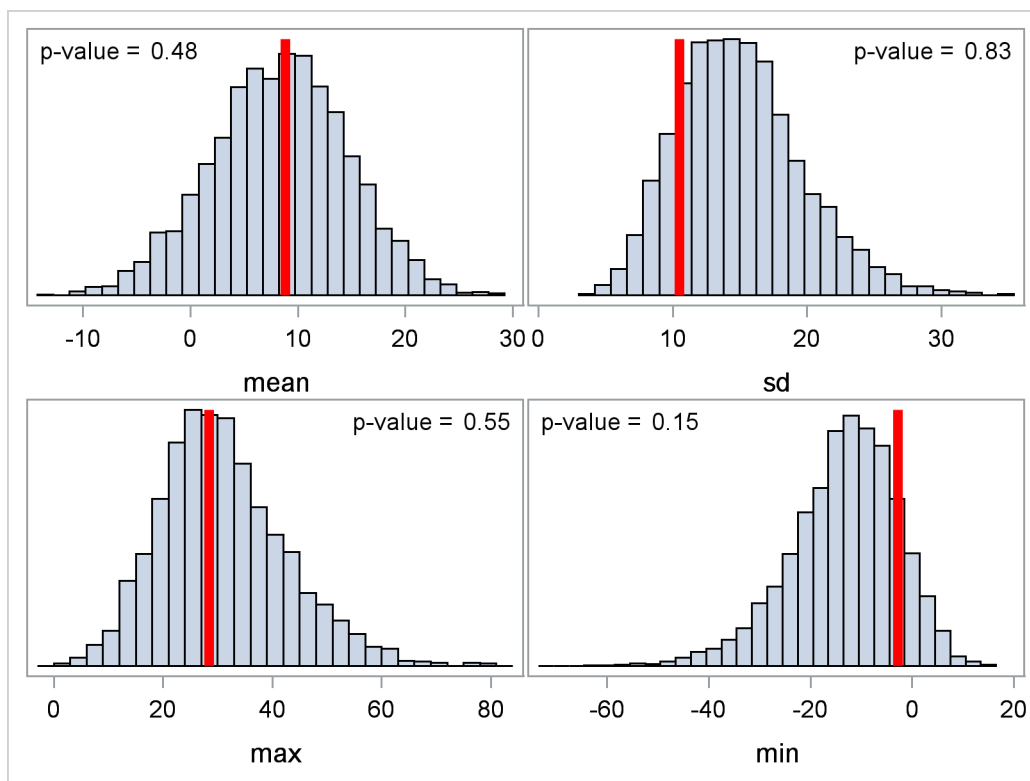 p-value = 0.48
-10 0 10 20 30
mean
p-value = 0.83
0 10 20 30
sd
p-value = 0.55
0 20 40 60 80
max
p-value = 0.15
-60 -40 -20 0 20
min